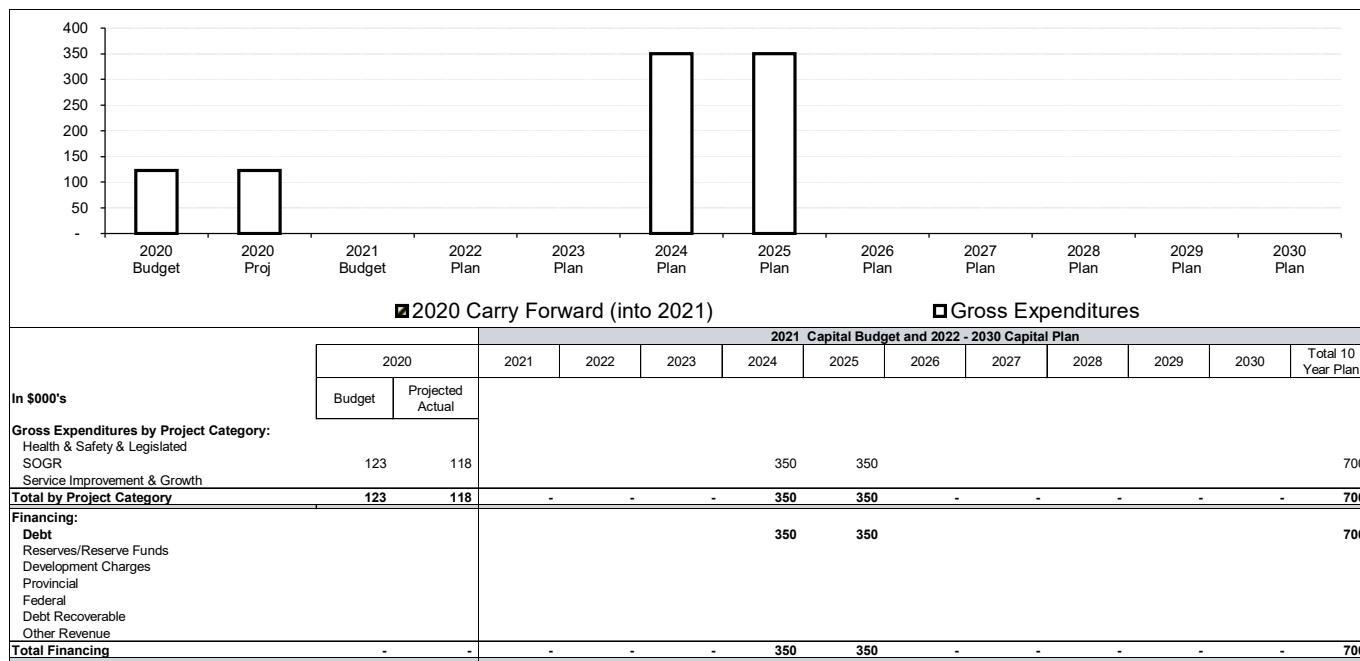 400
350
300
250
200
150
100
50
-
2020 2020 2021 2022 2023 2024 2025 2026 2027 2028 2029 2030
Budget Proj Budget Plan Plan Plan Plan Plan Plan Plan Plan Plan
2020 Carry Forward (into 2021) Gross Expenditures
2021 Capital Budget and 2022 - 2030 Capital Plan
2020 2021 2022 2023 2024 2025 2026 2027 2028 2029 2030 Total 10 Year Plan
In $000's Budget Projected Actual
Gross Expenditures by Project Category:
Health & Safety & Legislated
SOGR 123 118 350 350 700
Service Improvement & Growth
Total by Project Category 123 118 - - - 350 350 - - - - - 700
Financing:
Debt 350 350 700
Reserves/Reserve Funds
Development Charges
Provincial
Federal
Debt Recoverable
Other Revenue
Total Financing - - - - - 350 350 - - - - - 700